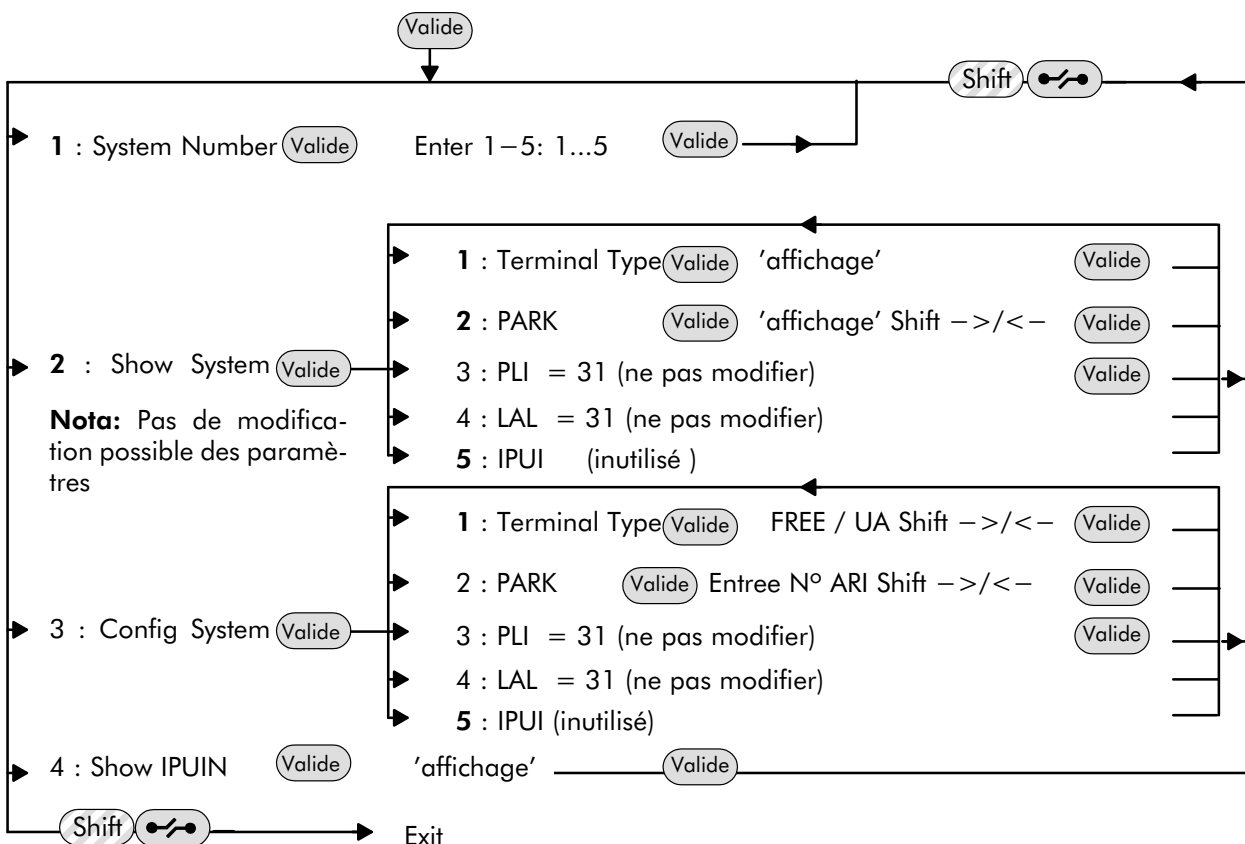 Valide
Shift
1 : System Number Valide Enter 1−5: 1...5 Valide
1 : Terminal Type Valide 'affichage' Valide
2 : PARK Valide 'affichage' Shift −>/<− Valide
2 : Show System Valide
3 : PLI = 31 (ne pas modifier) Valide
4 : LAL = 31 (ne pas modifier)
5 : IPUI (inutilisé )
Nota: Pas de modifica-
tion possible des paramè-
tres
1 : Terminal Type Valide FREE / UA Shift −>/<− Valide
2 : PARK Valide Entree Nº ARI Shift −>/<− Valide
3 : Config System Valide
3 : PLI = 31 (ne pas modifier) Valide
4 : LAL = 31 (ne pas modifier)
5 : IPUI (inutilisé)
4 : Show IPUIN Valide 'affichage' Valide
Shift Exit